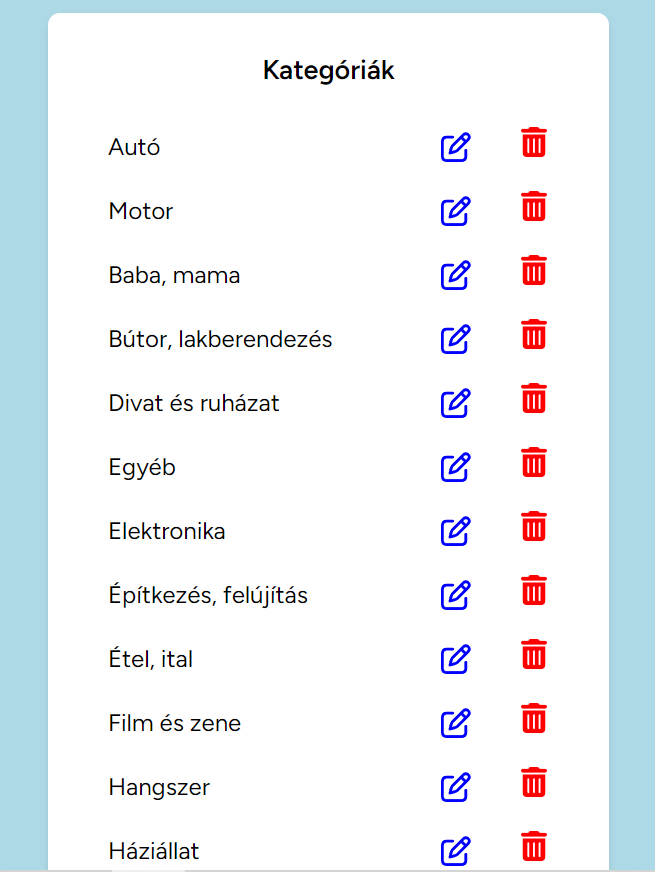 Kategóriák
Autó
Motor
Baba, mama
Bútor, lakberendezés
Divat és ruházat
Egyéb
Elektronika
Építkezés, felújítás
Étel, ital
Film és zene
Hangszer
Háziállat